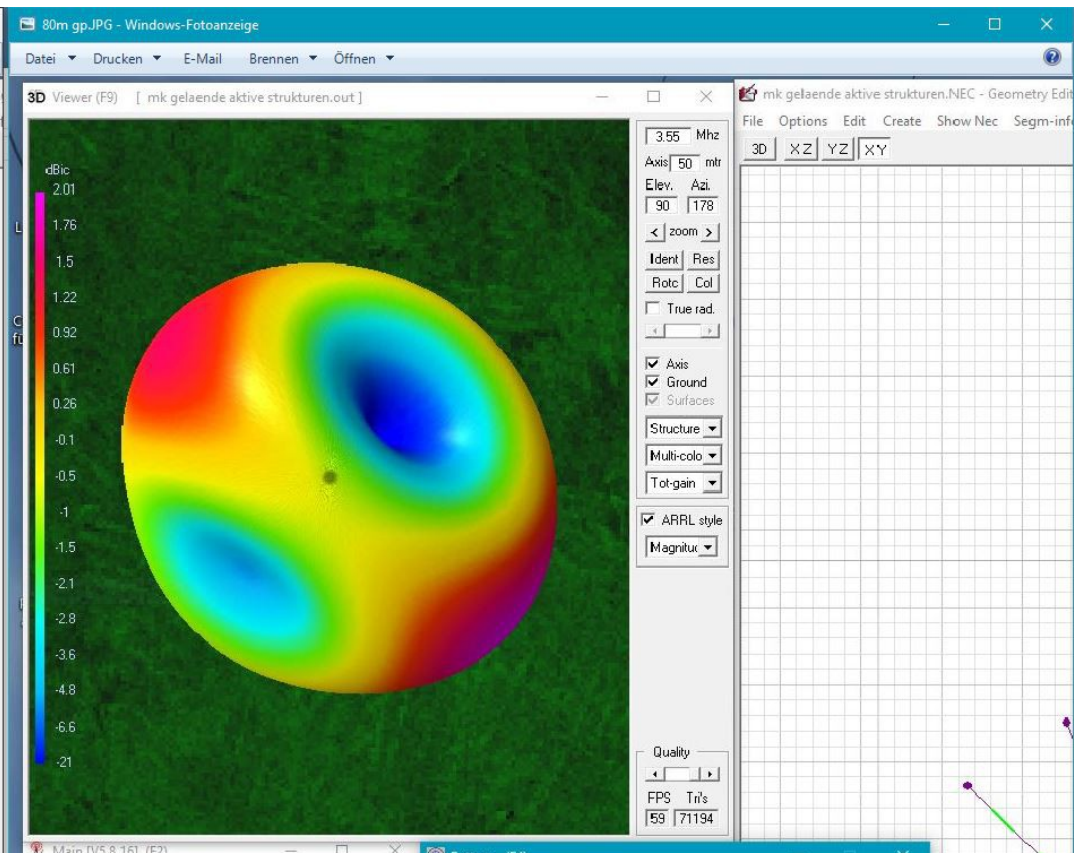 80m gp.JPG - Windows-Fotoanzeige
Datei Drucken E-Mail Brennen Öffnen
3D Viewer (F9) [ mk gelaende aktive strukturen.out ]
dBic
2.01
1.76
1.5
1.22
0.92
0.61
0.26
-0.1
-0.5
-1
-1.5
-2.1
-2.8
-3.6
-4.8
-6.6
-21
3.55 Mhz
Axis 50 mtr
Elev. Azi.
90 178
< zoom >
Ident Res
Rotc Col
True rad.
Axis
Ground
Surfaces
Structure
Multi-colo
Tot-gain
ARRL style
Magnituc
Quality
FPS Tri's
59 71194
mk gelaende aktive strukturen.NEC - Geometry Edit
File Options Edit Create Show Nec Segm-inf
3D XZ YZ XY
Main [V5.8.16] (F2)